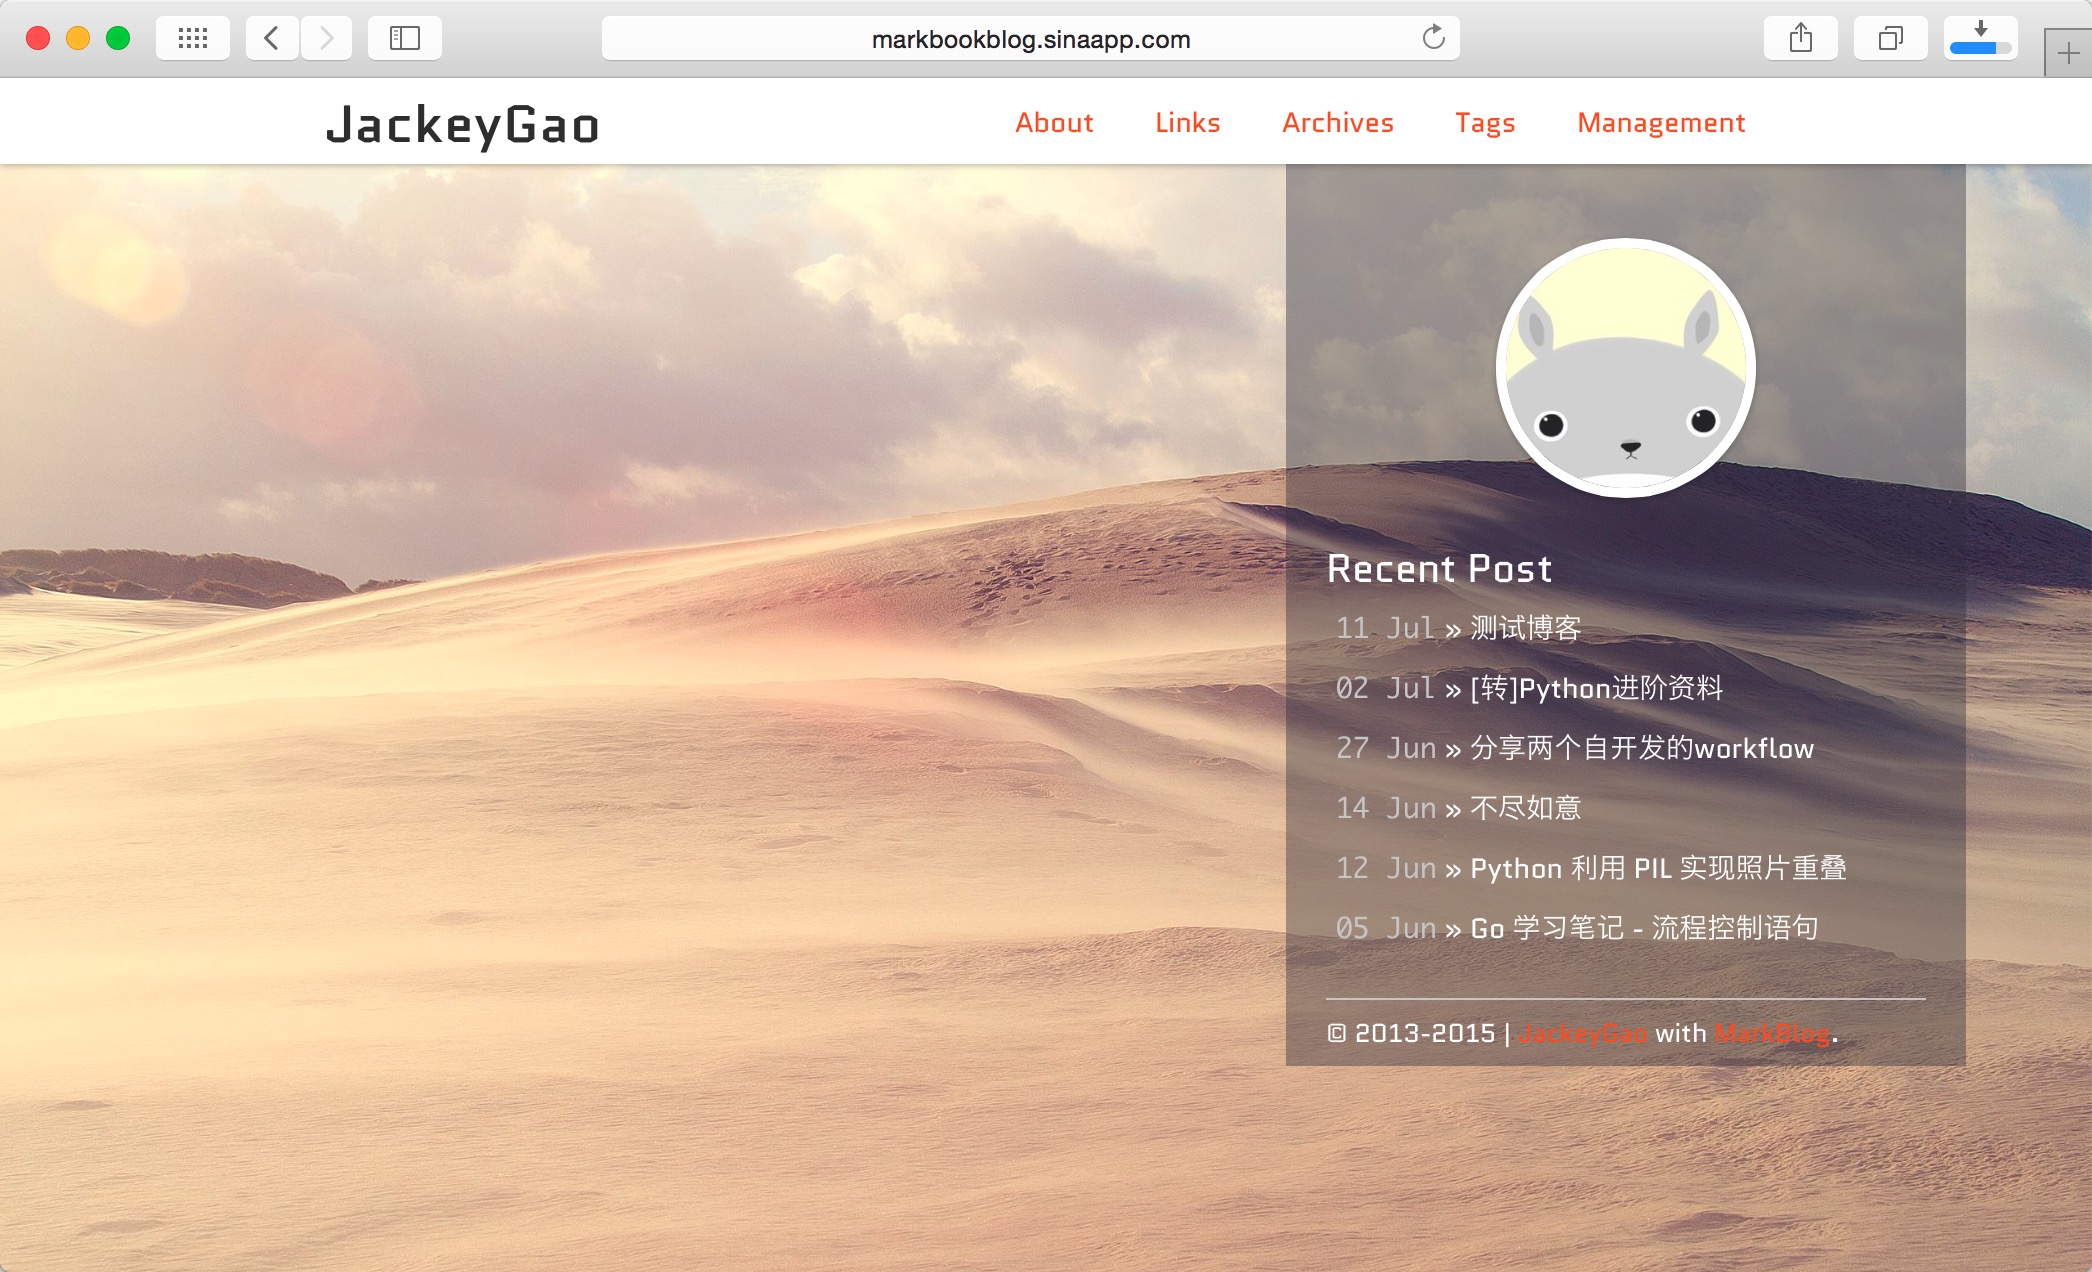 markbookblog.sinaapp.com
JackeyGao
About Links Archives Tags Management
Recent Post
11 Jul » 测试博客
02 Jul » [转]Python进阶资料
27 Jun » 分享两个自开发的workflow
14 Jun » 不尽如意
12 Jun » Python 利用 PIL 实现照片重叠
05 Jun » Go 学习笔记 - 流程控制语句
© 2013-2015 | JackeyGao with MarkBlog.